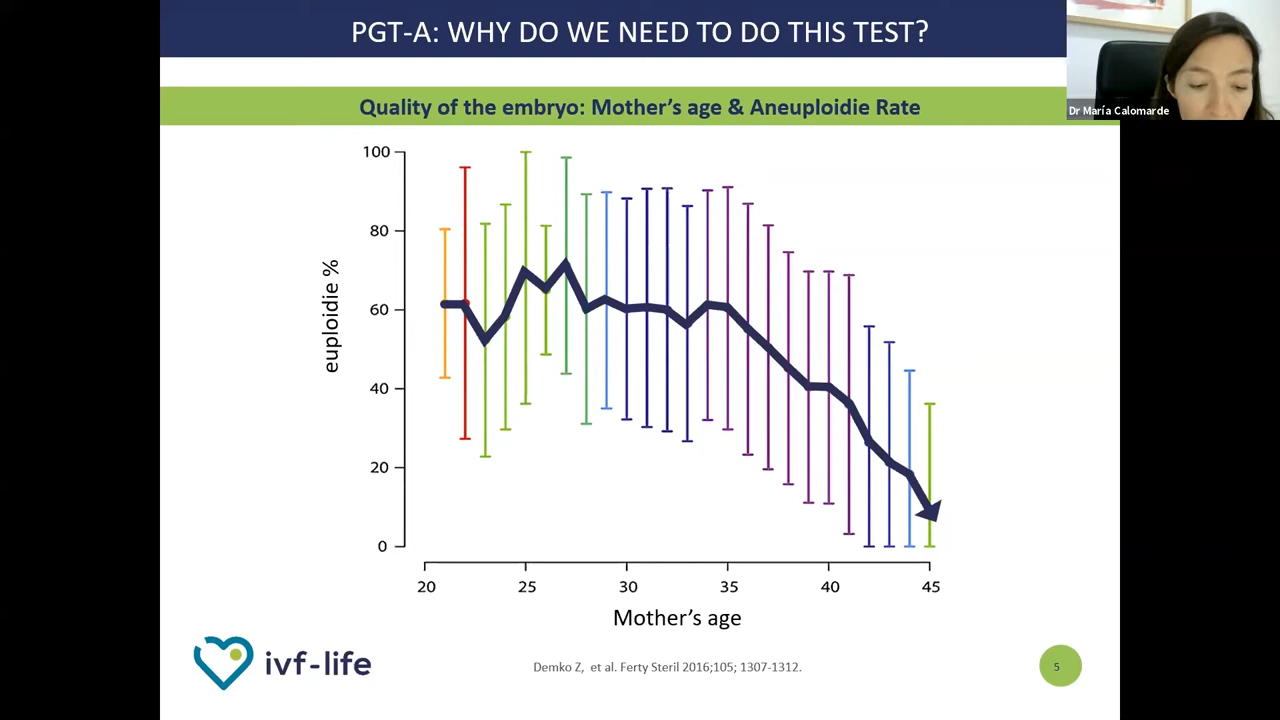 PGT-A: WHY DO WE NEED TO DO THIS TEST?
Dr María Calomarde
Quality of the embryo: Mother's age & Aneuploidie Rate
100
80
60
40
20
0
euploidie %
20 25 30 35 40 45
Mother's age
ivf-life
Demko Z, et al. Ferty Steril 2016;105; 1307-1312.
5